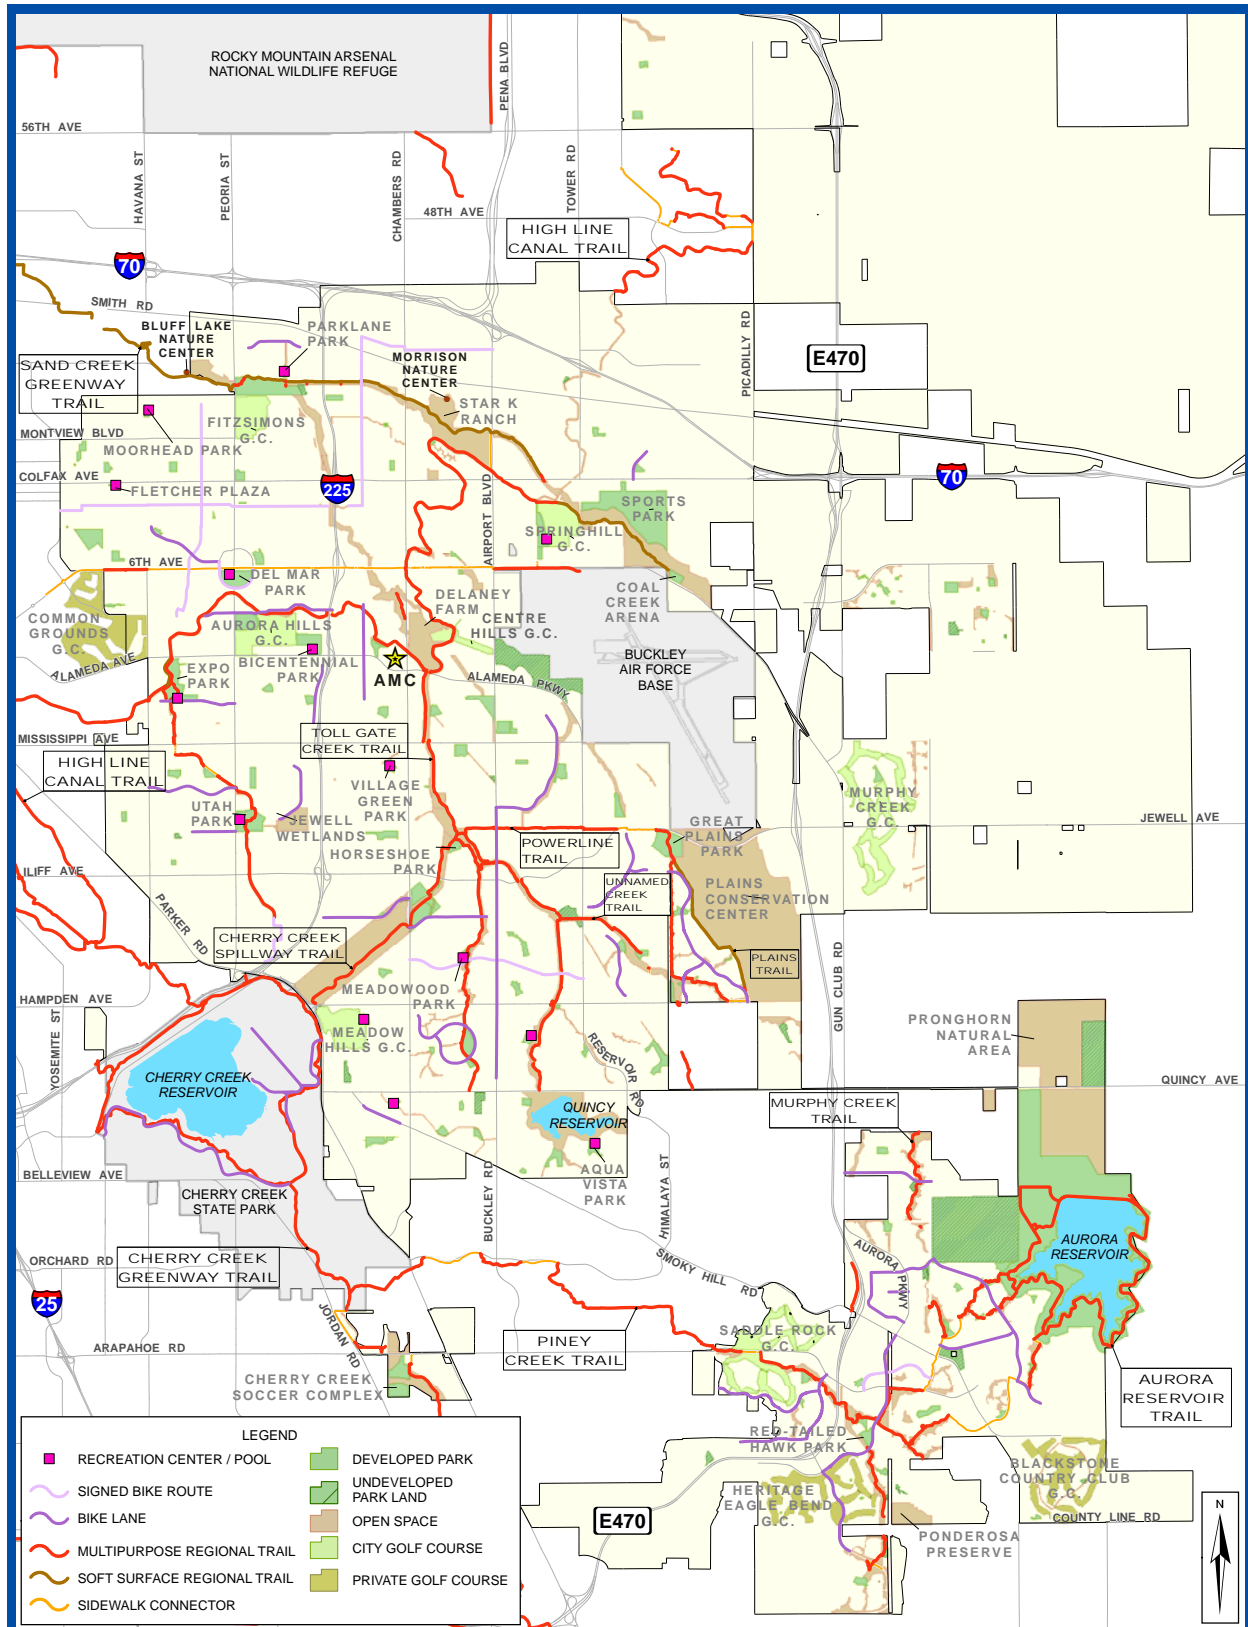 ROCKY MOUNTAIN ARSENAL
NATIONAL WILDLIFE REFUGE
PENA BLVD
56TH AVE
HAVANA ST
PEORIA ST
CHAMBERS RD
TOWER RD
48TH AVE
HIGH LINE
CANAL TRAIL
70
SMITH RD
BLUFF LAKE
NATURE
CENTER
PARKLANE
PARK
PICADILLY RD
E470
SAND CREEK
GREENWAY
TRAIL
MORRISON
NATURE
CENTER
STAR K
RANCH
FITZSIMONS
G.C.
MONTVIEW BLVD
MOORHEAD PARK
COLFAX AVE
FLETCHER PLAZA
225
AIRPORT BLVD
70
SPORTS
PARK
SPRINGHILL
G.C.
6TH AVE
DEL MAR
PARK
COAL
CREEK
ARENA
DELANEY
FARM
COMMON
GROUNDS
G.C.
AURORA HILLS
G.C.
CENTRE
HILLS G.C.
ALAMEDA AVE
EXPO
PARK
BICENTENNIAL
PARK
AMC
BUCKLEY
AIR FORCE
BASE
ALAMEDA PKWY
MISSISSIPPI AVE
TOLL GATE
CREEK TRAIL
HIGH LINE
CANAL TRAIL
VILLAGE
GREEN
PARK
MURPHY
CREEK
G.C.
UTAH
PARK
JEWELL
WETLANDS
GREAT
PLAINS
PARK
JEWELL AVE
HORSESHOE
PARK
POWERLINE
TRAIL
ILIFF AVE
UNNAMED
CREEK
TRAIL
PLAINS
CONSERVATION
CENTER
PARKER RD
CHERRY CREEK
SPILLWAY TRAIL
PLAINS
TRAIL
GUN CLUB RD
HAMPDEN AVE
MEADOWOOD
PARK
YOSEMITE ST
MEADOW
HILLS G.C.
RESERVOIR RD
PRONGHORN
NATURAL
AREA
CHERRY CREEK
RESERVOIR
QUINCY AVE
QUINCY
RESERVOIR
MURPHY CREEK
TRAIL
BELLEVIEW AVE
AQUA
VISTA
PARK
BUCKLEY RD
HIMALAYA ST
CHERRY CREEK
STATE PARK
AURORA
RESERVOIR
ORCHARD RD
CHERRY CREEK
GREENWAY TRAIL
SMOKY HILL RD
AURORA PKWY
25
JORDAN RD
ARAPAHOE RD
PINEY
CREEK TRAIL
SADDLE ROCK
G.C.
CHERRY CREEK
SOCCER COMPLEX
AURORA
RESERVOIR
TRAIL
RED-TAILED
HAWK PARK
BLACKSTONE
COUNTRY CLUB
G.C.
HERITAGE
EAGLE BEND
G.C.
E470
COUNTY LINE RD
PONDEROSA
PRESERVE
N
LEGEND
RECREATION CENTER / POOL
SIGNED BIKE ROUTE
BIKE LANE
MULTIPURPOSE REGIONAL TRAIL
SOFT SURFACE REGIONAL TRAIL
SIDEWALK CONNECTOR
DEVELOPED PARK
UNDEVELOPED
PARK LAND
OPEN SPACE
CITY GOLF COURSE
PRIVATE GOLF COURSE